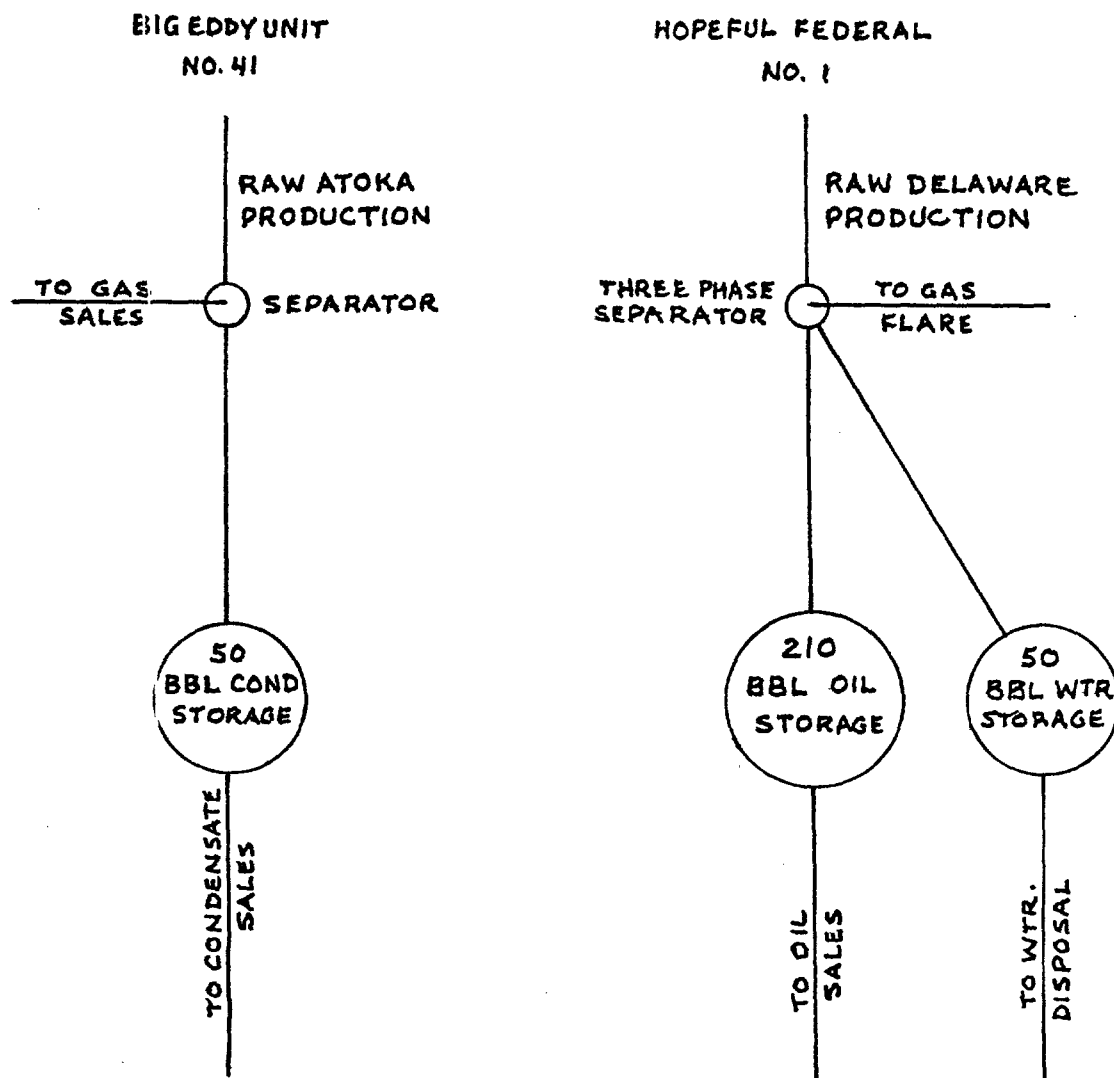 BIG EDDY UNIT
NO. 41
RAW ATOKA
PRODUCTION
TO GAS
SALES
SEPARATOR
50
BBL COND
STORAGE
TO CONDENSATE
SALES
HOPEFUL FEDERAL
NO. 1
RAW DELAWARE
PRODUCTION
THREE PHASE
SEPARATOR
TO GAS
FLARE
210
BBL OIL
STORAGE
50
BBL WTR
STORAGE
TO OIL
SALES
TO WTR.
DISPOSAL